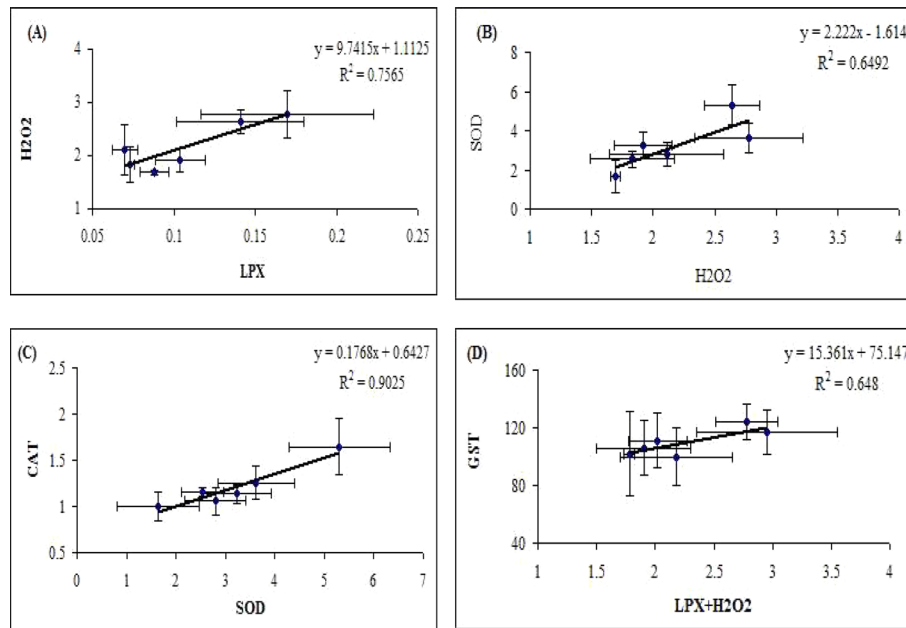 (A)
y = 9.7415x + 1.1125
R² = 0.7565
4
3
2
1
H2O2
0.05 0.1 0.15 0.2 0.25
LPX
(B)
y = 2.222x - 1.614
R² = 0.6492
8
6
4
2
0
SOD
1 1.5 2 2.5 3 3.5 4
H2O2
(C)
y = 0.1768x + 0.6427
R² = 0.9025
2.5
2
1.5
1
0.5
CAT
0 1 2 3 4 5 6 7
SOD
(D)
y = 15.361x + 75.147
R² = 0.648
160
120
80
40
GST
1 1.5 2 2.5 3 3.5 4
LPX+H2O2